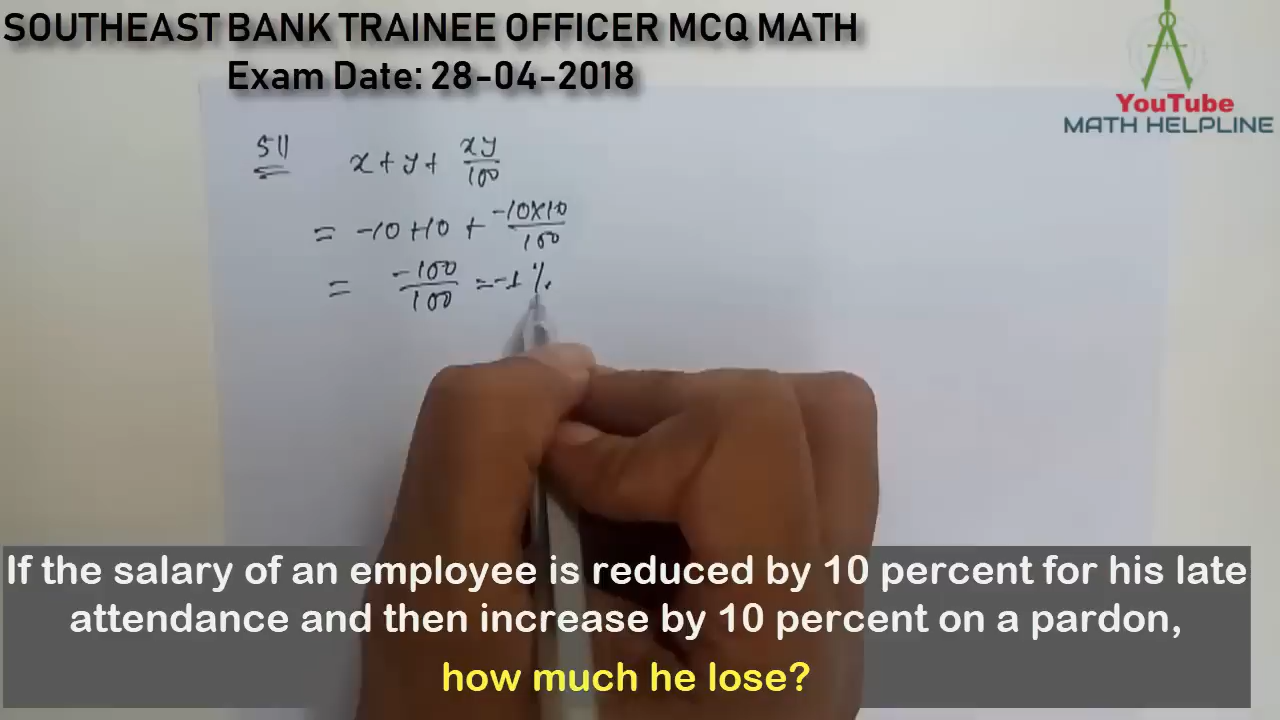 SOUTHEAST BANK TRAINEE OFFICER MCQ MATH
Exam Date: 28-04-2018
YouTube
MATH HELPLINE
511 x + y + xy/100
= -10 + 10 + -10×10/100
= -100/100 = -1%
If the salary of an employee is reduced by 10 percent for his late
attendance and then increase by 10 percent on a pardon,
how much he lose?